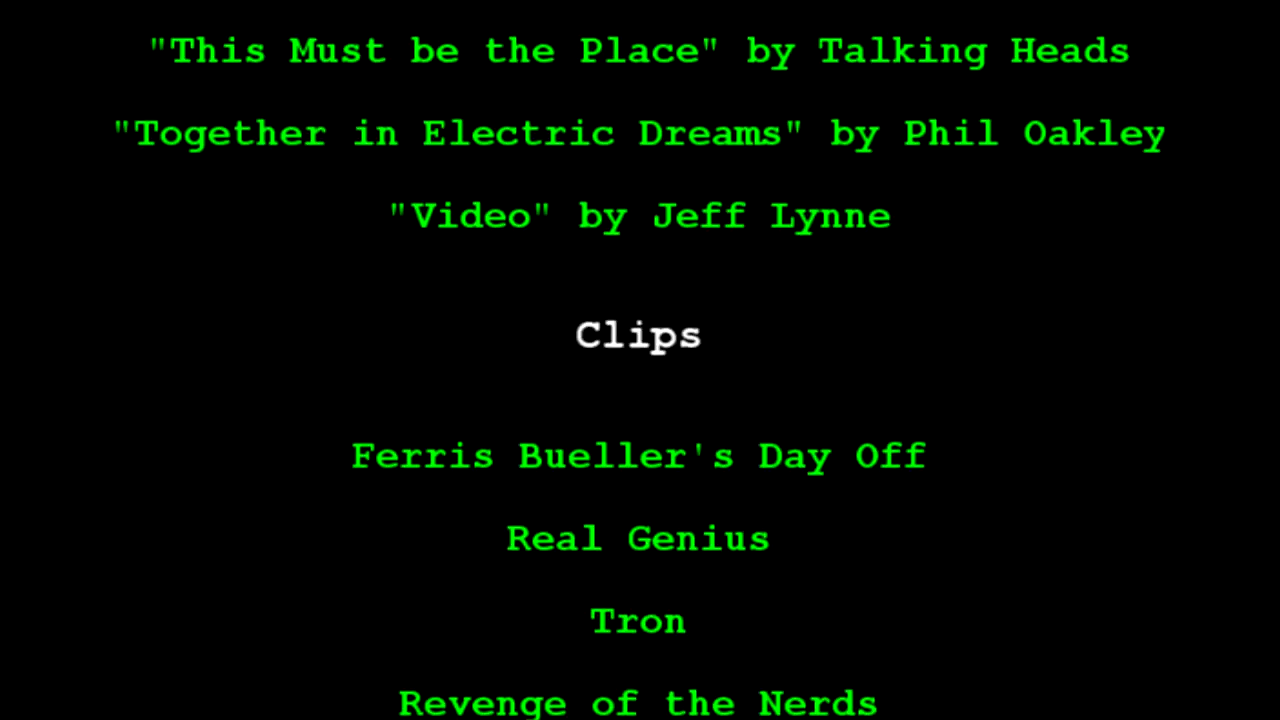 "This Must be the Place" by Talking Heads
"Together in Electric Dreams" by Phil Oakley
"Video" by Jeff Lynne
Clips
Ferris Bueller's Day Off
Real Genius
Tron
Revenge of the Nerds